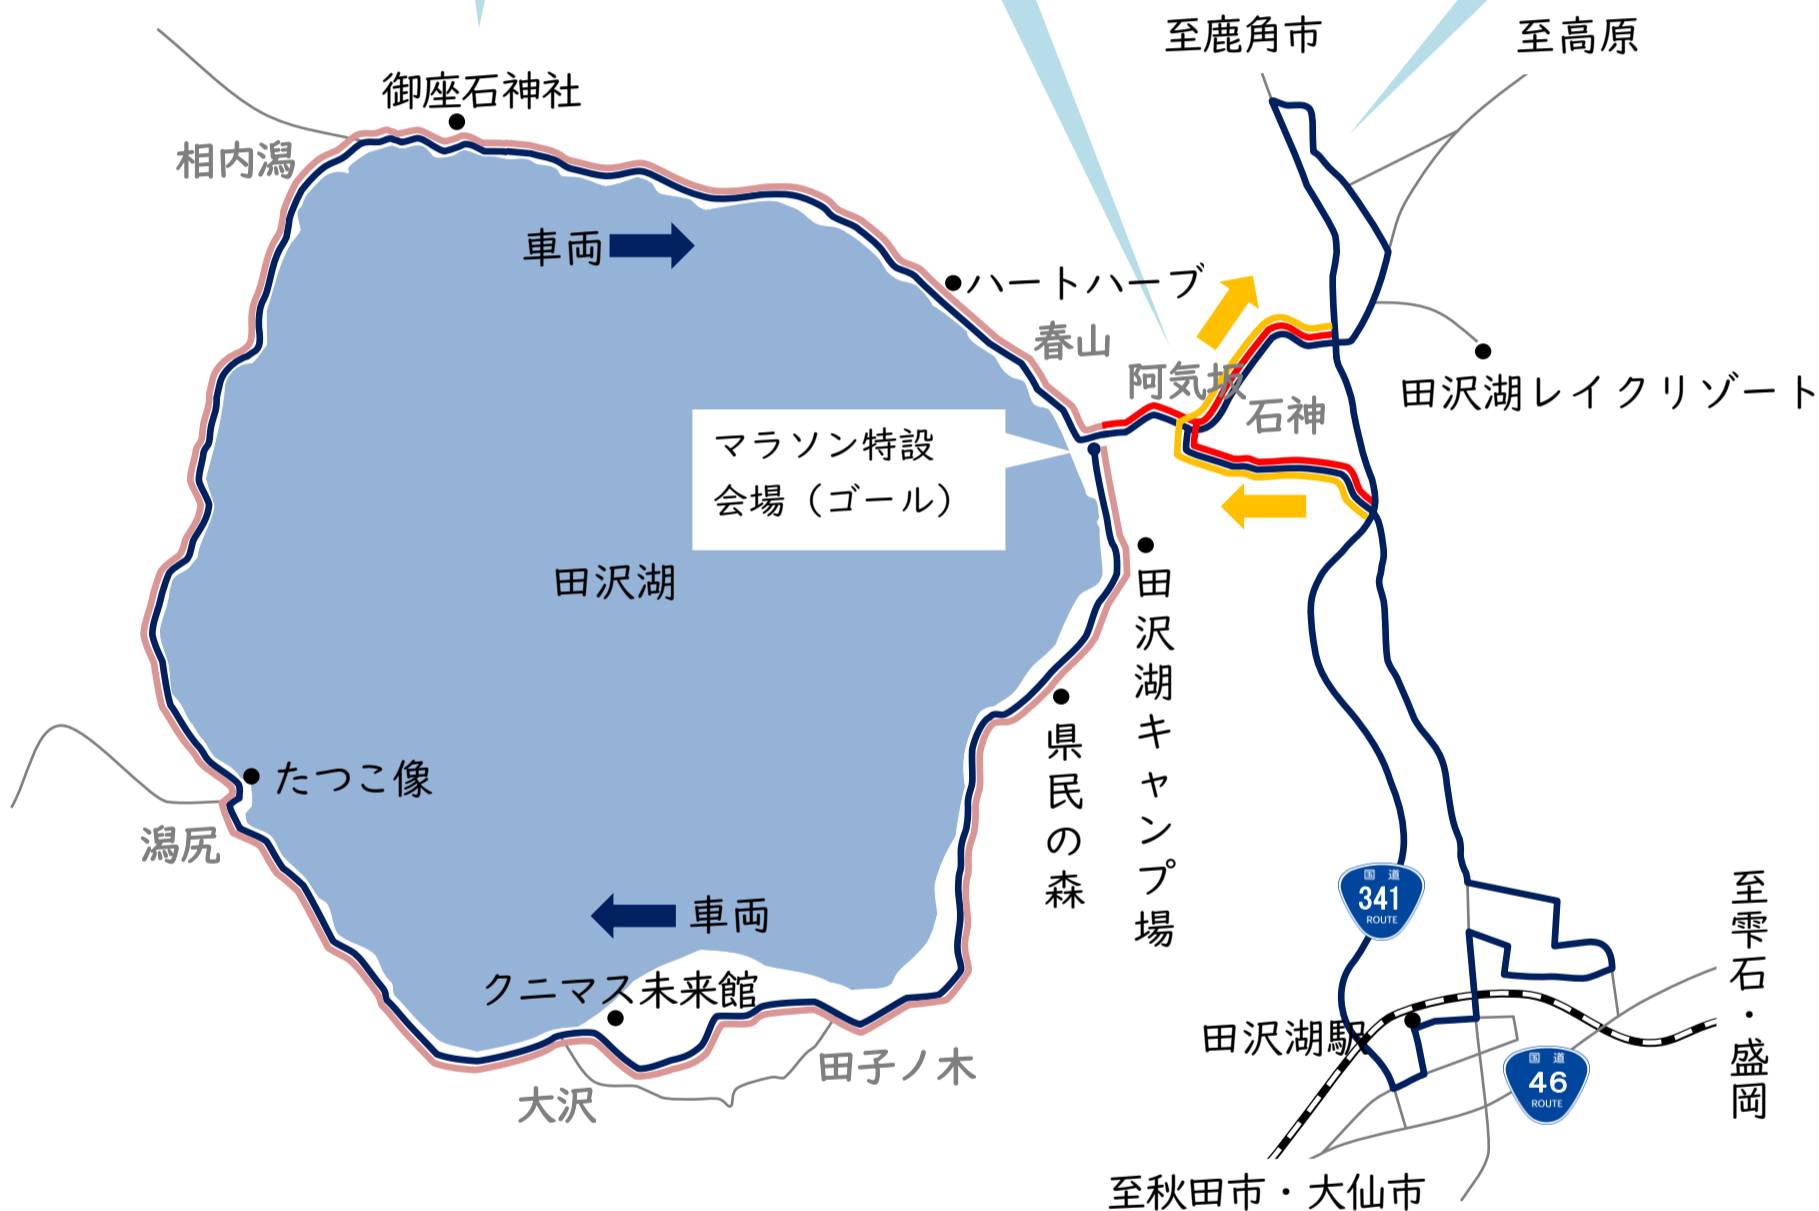 至鹿角市
至高原
御座石神社
相内潟
車両
ハートハーブ
春山
阿気坂
石神
田沢湖レイクリゾート
マラソン特設
会場（ゴール）
田沢湖
田沢湖キャンプ場
県民の森
たつこ像
潟尻
車両
クニマス未来館
田子ノ木
大沢
国道
341
ROUTE
至雫石・盛岡
田沢湖駅
国道
46
ROUTE
至秋田市・大仙市